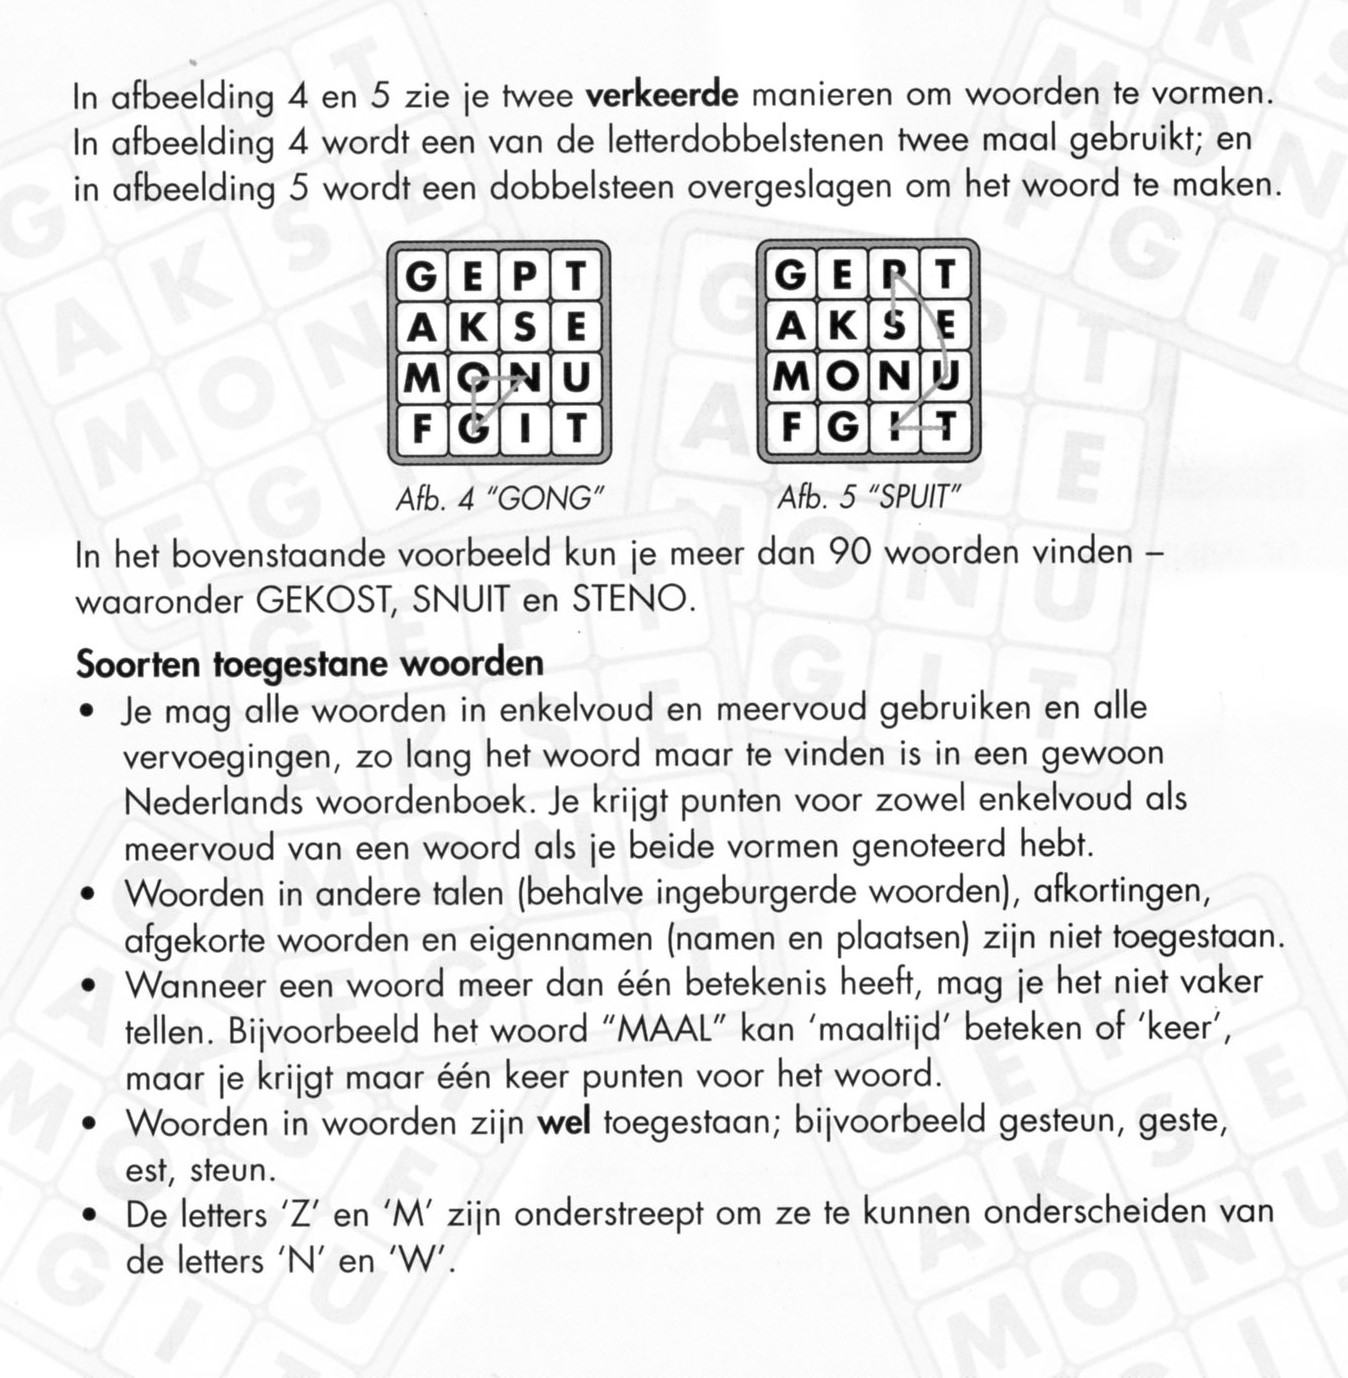 In afbeelding 4 en 5 zie je twee verkeerde manieren om woorden te vormen.
In afbeelding 4 wordt een van de letterdobbelstenen twee maal gebruikt; en
in afbeelding 5 wordt een dobbelsteen overgeslagen om het woord te maken.
G E P T
A K S E
M O N U
F G I T
Afb. 4 "GONG"
G E P T
A K S E
M O N U
F G I T
Afb. 5 "SPUIT"
In het bovenstaande voorbeeld kun je meer dan 90 woorden vinden –
waaronder GEKOST, SNUIT en STENO.
Soorten toegestane woorden
• Je mag alle woorden in enkelvoud en meervoud gebruiken en alle
vervoegingen, zo lang het woord maar te vinden is in een gewoon
Nederlands woordenboek. Je krijgt punten voor zowel enkelvoud als
meervoud van een woord als je beide vormen genoteerd hebt.
• Woorden in andere talen (behalve ingeburgerde woorden), afkortingen,
afgekorte woorden en eigennamen (namen en plaatsen) zijn niet toegestaan.
• Wanneer een woord meer dan één betekenis heeft, mag je het niet vaker
tellen. Bijvoorbeeld het woord "MAAL" kan 'maaltijd' beteken of 'keer',
maar je krijgt maar één keer punten voor het woord.
• Woorden in woorden zijn wel toegestaan; bijvoorbeeld gesteun, geste,
est, steun.
• De letters 'Z' en 'M' zijn onderstreept om ze te kunnen onderscheiden van
de letters 'N' en 'W'.